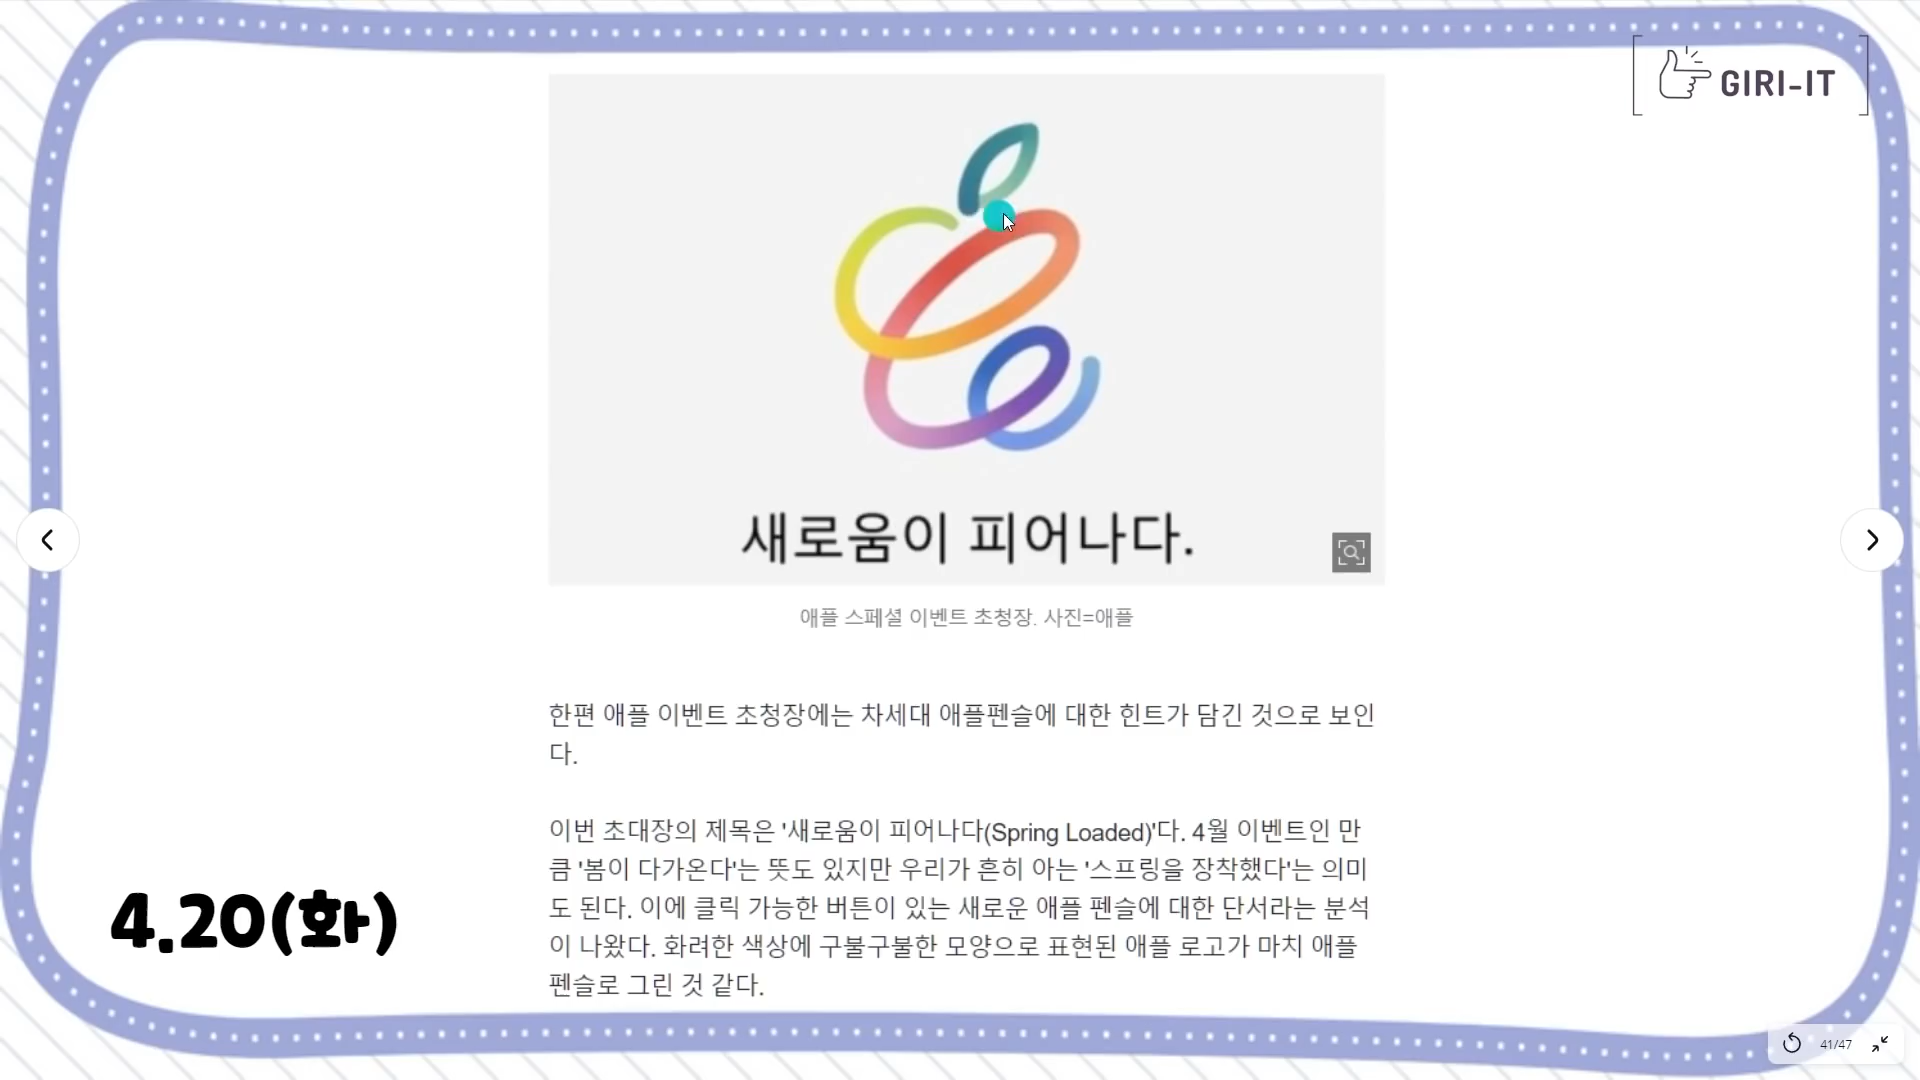 GIRI-IT
새로움이 피어나다.
애플 스페셜 이벤트 초청장. 사진=애플
한편 애플 이벤트 초청장에는 차세대 애플펜슬에 대한 힌트가 담긴 것으로 보인
다.
이번 초대장의 제목은 '새로움이 피어나다(Spring Loaded)'다. 4월 이벤트인 만
큼 '봄이 다가온다'는 뜻도 있지만 우리가 흔히 아는 '스프링을 장착했다'는 의미
도 된다. 이에 클릭 가능한 버튼이 있는 새로운 애플 펜슬에 대한 단서라는 분석
이 나왔다. 화려한 색상에 구불구불한 모양으로 표현된 애플 로고가 마치 애플
펜슬로 그린 것 같다.
4.20(화)
41/47